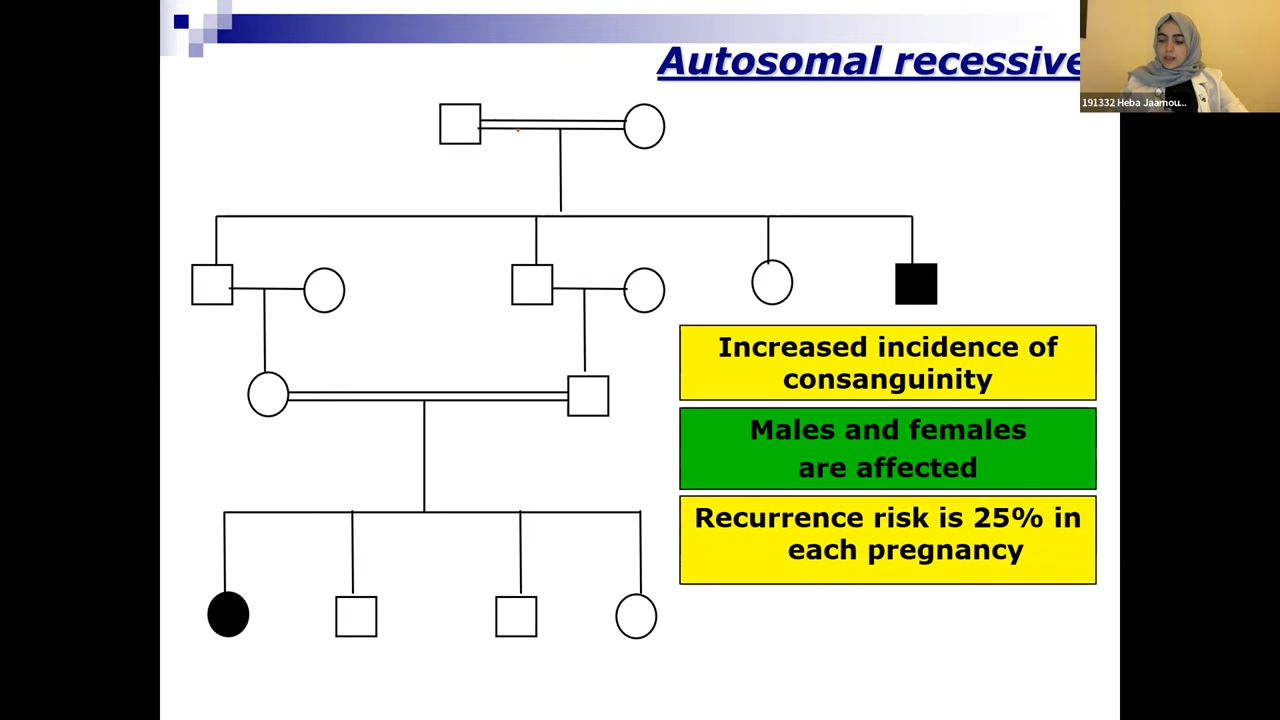 Autosomal recessive
191332 Heba Jaamou...
Increased incidence of
consanguinity
Males and females
are affected
Recurrence risk is 25% in
each pregnancy